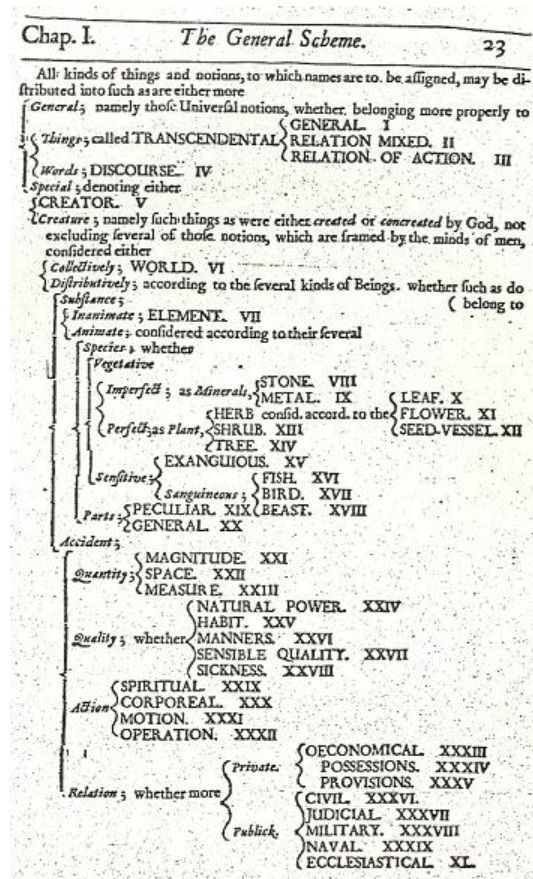 Chap. I. The General Scheme. 23
All kinds of things and notions, to which names are to be aſſigned, may be di-
ſtributed into ſuch as are either more
General; namely thoſe Univerſal notions, whether belonging more properly to
GENERAL. I
Things; called TRANSCENDENTAL RELATION MIXED. II
RELATION OF ACTION. III
Words; DISCOURSE. IV
Special; denoting either
CREATOR. V
Creature; namely ſuch things as were either created or concreated by God, not
excluding ſeveral of thoſe notions, which are framed by the minds of men,
conſidered either
Collectively; WORLD. VI
Diſtributively; according to the ſeveral kinds of Beings. whether ſuch as do
( belong to
Subſtance;
Inanimate; ELEMENT. VII
Animate; conſidered according to their ſeveral
Species; whether
Vegetative
STONE. VIII
Imperfect; as Minerals, METAL. IX LEAF. X
HERB conſid. accord. to the FLOWER. XI
Perfect; as Plant, SHRUB. XIII SEED-VESSEL. XII
TREE. XIV
EXANGUIOUS. XV
Senſitive; FISH. XVI
Sanguineous; BIRD. XVII
Parts; PECULIAR. XIX BEAST. XVIII
GENERAL. XX
Accident;
MAGNITUDE. XXI
Quantity; SPACE. XXII
MEASURE. XXIII
NATURAL POWER. XXIV
HABIT. XXV
Quality; whether MANNERS. XXVI
SENSIBLE QUALITY. XXVII
SICKNESS. XXVIII
SPIRITUAL. XXIX
Action CORPOREAL. XXX
MOTION. XXXI
OPERATION. XXXII
OECONOMICAL. XXXIII
Private. POSSESSIONS. XXXIV
PROVISIONS. XXXV
Relation; whether more CIVIL. XXXVI.
JUDICIAL. XXXVII
Publick. MILITARY. XXXVIII
NAVAL. XXXIX
ECCLESIASTICAL. XL.